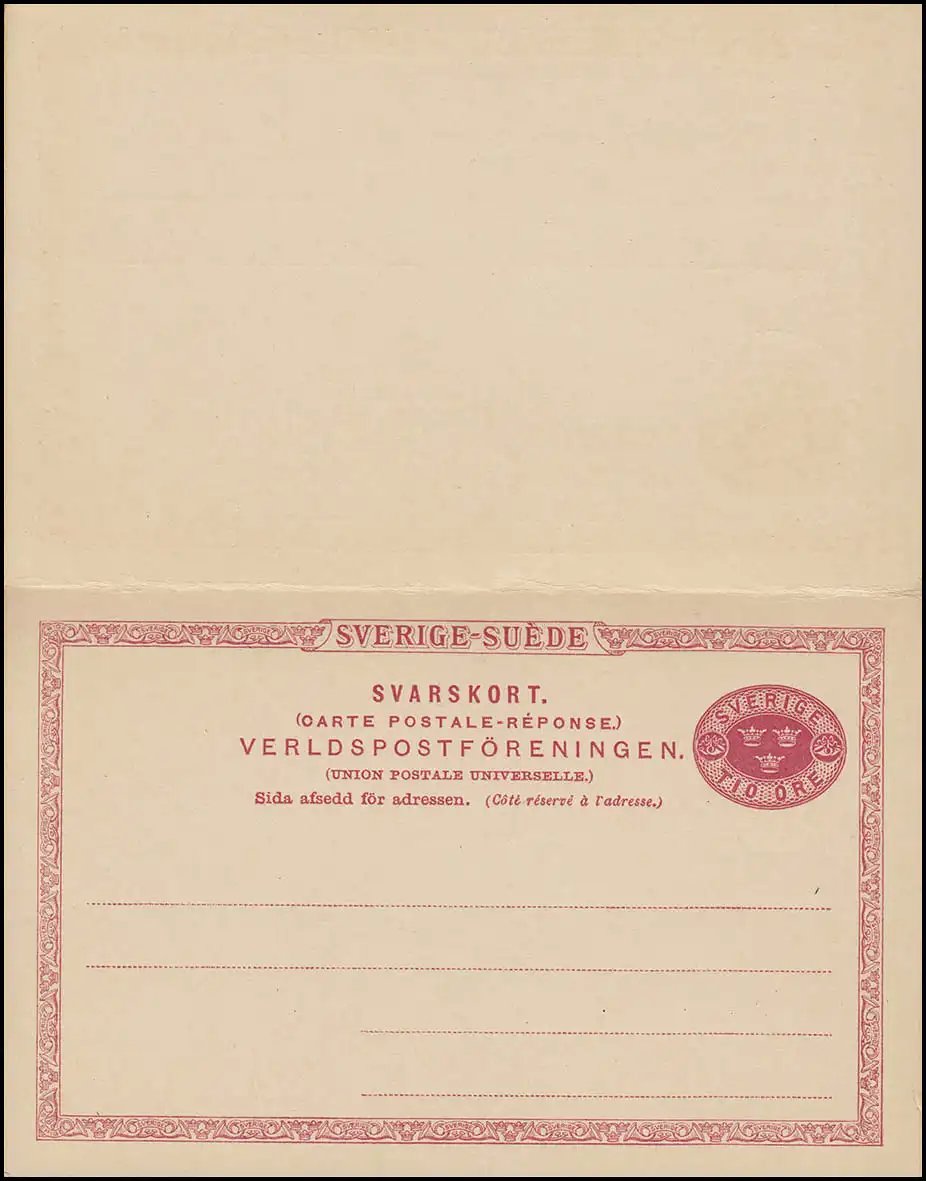 SVERIGE-SUÈDE
SVARSKORT.
(CARTE POSTALE-RÉPONSE.)
VERLDSPOSTFÖRENINGEN.
(UNION POSTALE UNIVERSELLE.)
Sida afsedd för adressen. (Côté réservé à l'adresse.)
SVERIGE
TIO ÖRE